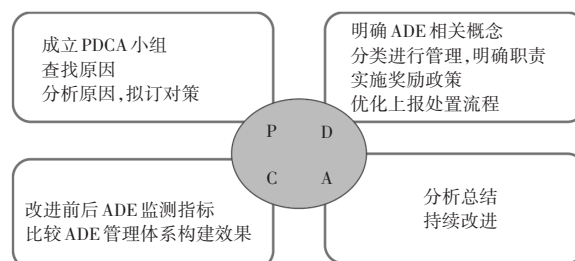 成立PDCA小组
查找原因
分析原因,拟订对策
明确ADE相关概念
分类进行管理,明确职责
实施奖励政策
优化上报处置流程
P D
C A
改进前后ADE监测指标
比较ADE管理体系构建效果
分析总结
持续改进